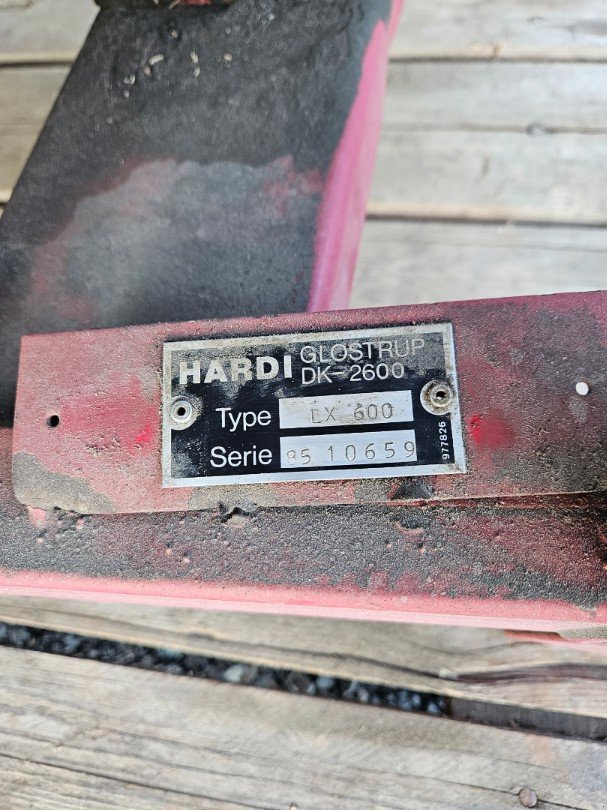 HARDI GLOSTRUP
DK-2600
Type LX 600
Serie 85 10659
977826